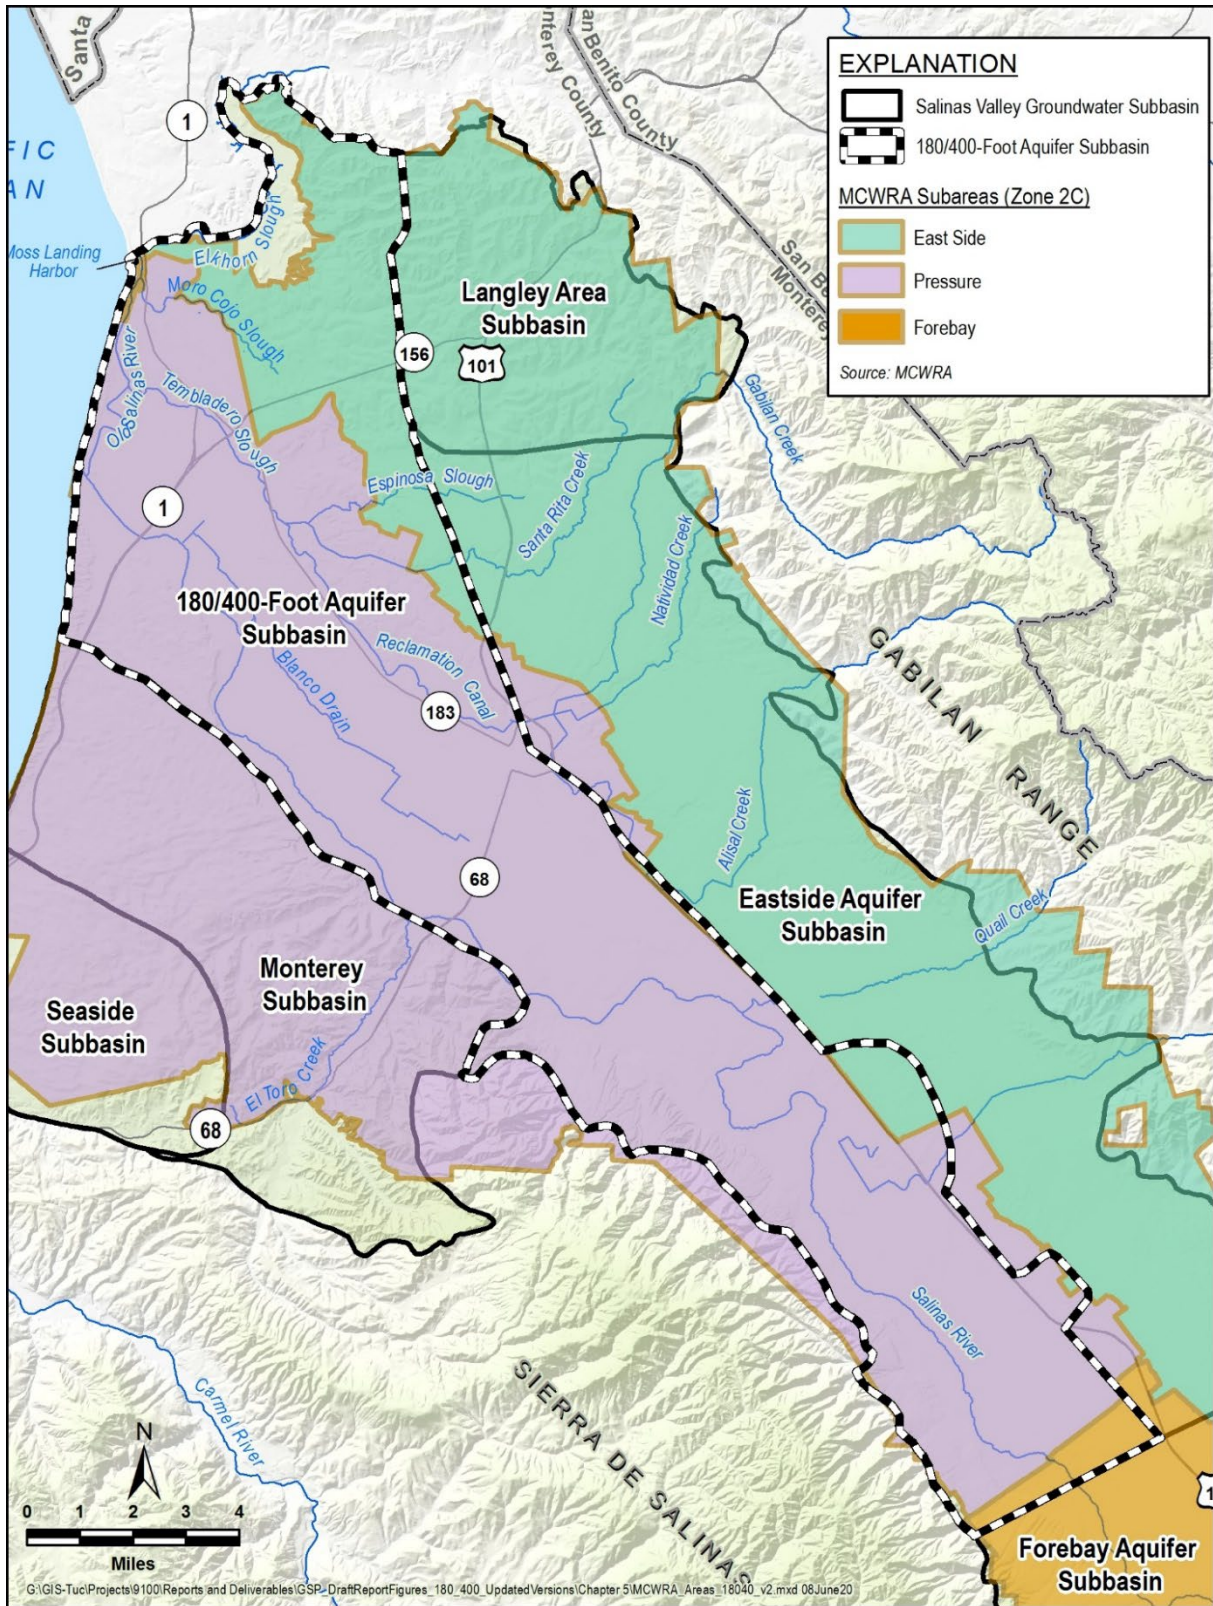 Santa
Monterey County
San Benito County
EXPLANATION
Salinas Valley Groundwater Subbasin
180/400-Foot Aquifer Subbasin
MCWRA Subareas (Zone 2C)
East Side
Pressure
Forebay
Source: MCWRA
1
FIC
AN
Elkhorn Slough
Moss Landing
Harbor
San Be
Monterey
Moro Cojo Slough
Langley Area
Subbasin
156
101
Old Salinas River
Tembladero Slough
Gabilan Creek
Espinosa Slough
Santa Rita Creek
1
Natividad Creek
180/400-Foot Aquifer
Subbasin
Reclamation Canal
Blanco Drain
183
GABILAN RANGE
Alisal Creek
68
Eastside Aquifer
Subbasin
Quail Creek
Monterey
Subbasin
Seaside
Subbasin
El Toro Creek
68
Salinas River
SIERRA DE SALINAS
Carmel River
N
0 1 2 3 4
Miles
1
Forebay Aquifer
Subbasin
G:\GIS-Tuc\Projects\9100\Reports and Deliverables\GSP_DraftReportFigures_180_400_UpdatedVersions\Chapter 5\MCWRA_Areas_18040_v2.mxd 08June20